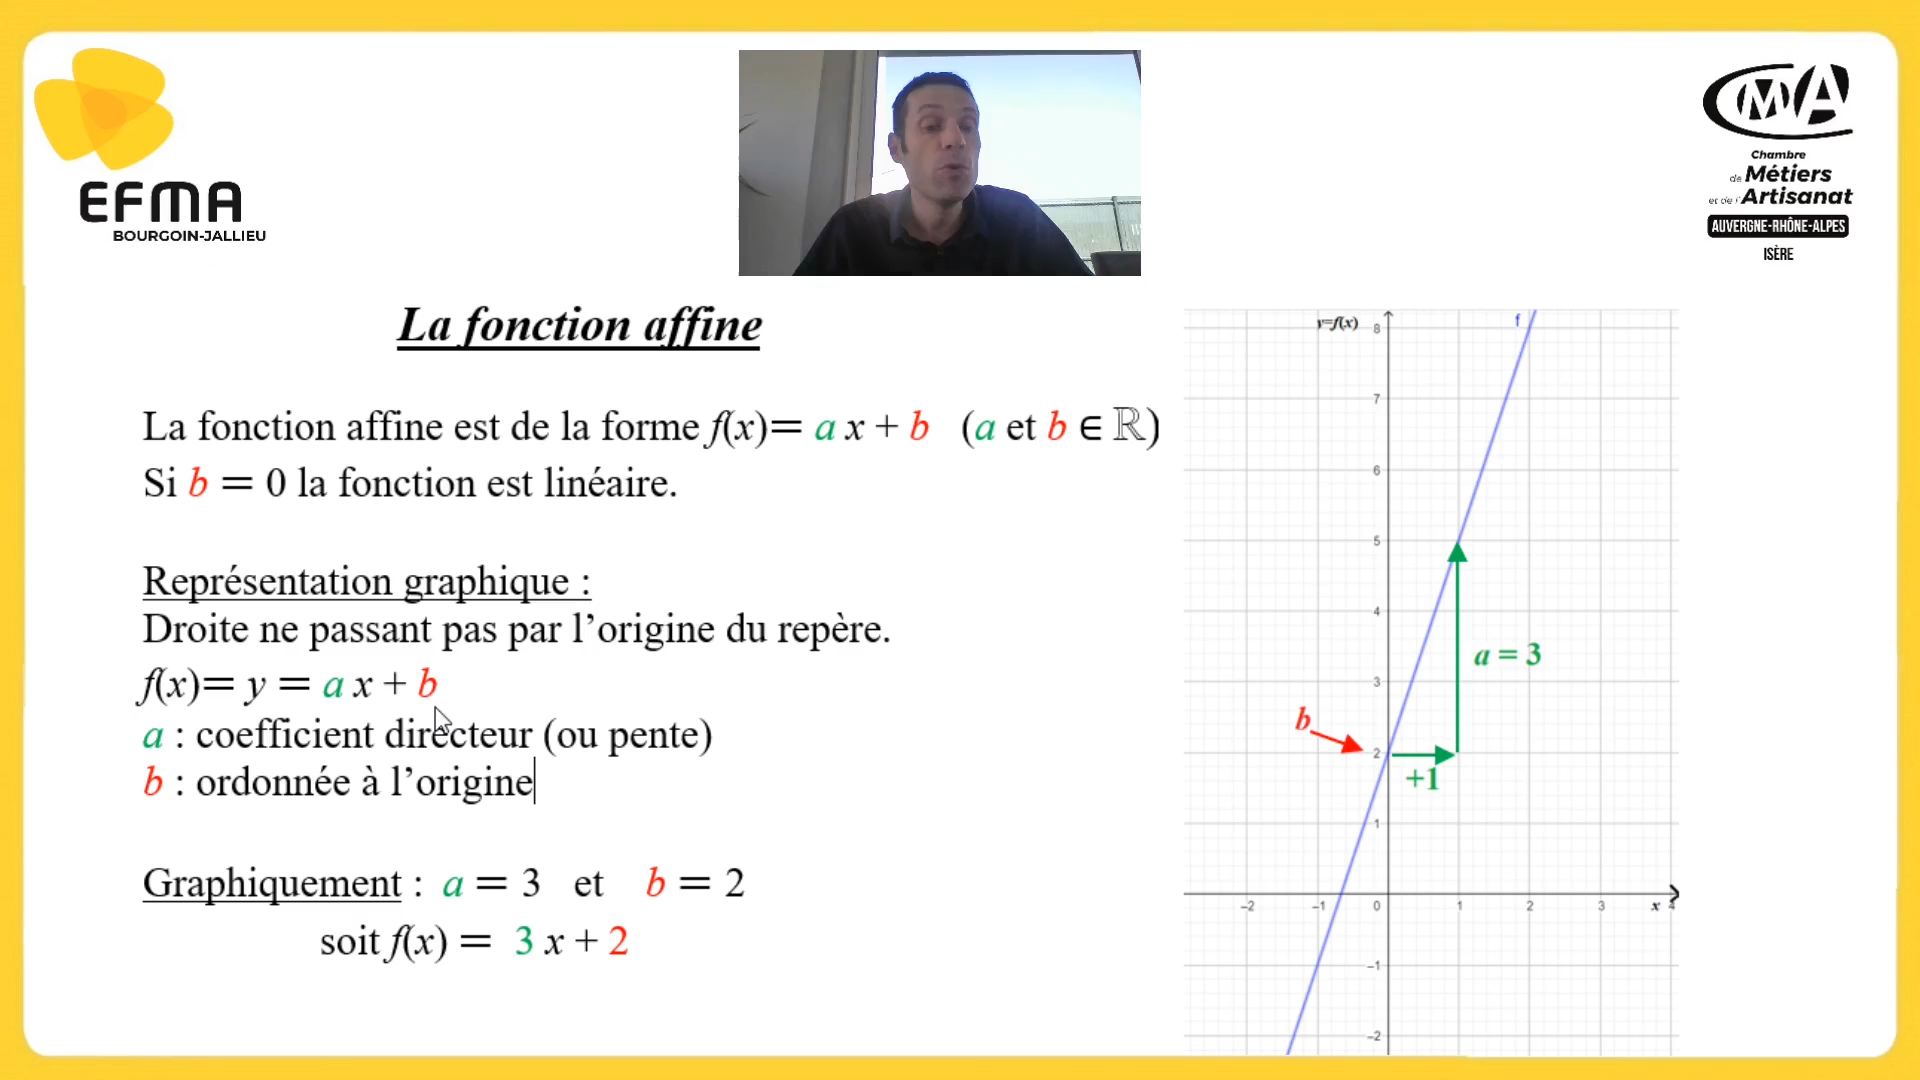 EFMA
BOURGOIN-JALLIEU
CMA
Chambre
de Métiers
et de l'Artisanat
AUVERGNE-RHÔNE-ALPES
ISÈRE
La fonction affine
La fonction affine est de la forme f(x)= a x + b (a et b ∈ ℝ)
Si b = 0 la fonction est linéaire.
Représentation graphique :
Droite ne passant pas par l’origine du repère.
f(x)= y = a x + b
a : coefficient directeur (ou pente)
b : ordonnée à l’origine
Graphiquement : a = 3 et b = 2
soit f(x) = 3 x + 2
y=f(x)
f
8
7
6
5
4
3
2
1
a = 3
b
+1
-2 -1 0 1 2 3 x 4
-1
-2